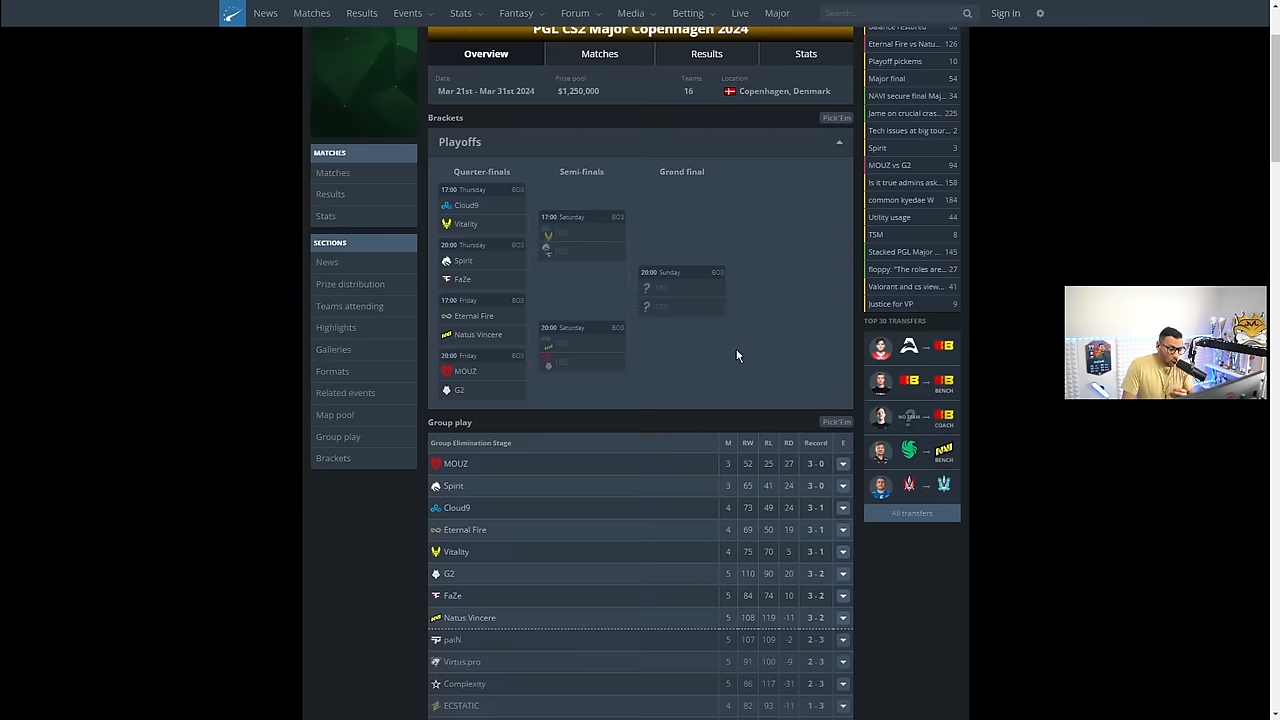 News Matches Results Events Stats Fantasy Forum Media Betting Live Major Search... Sign in
PGL CS2 Major Copenhagen 2024
Overview Matches Results Stats
Date Prize pool Teams Location
Mar 21st - Mar 31st 2024 $1,250,000 16 Copenhagen, Denmark
Brackets Pick'Em
Playoffs
Quarter-finals Semi-finals Grand final
17:00 Thursday BO3
Cloud9
Vitality
20:00 Thursday BO3
Spirit
FaZe
17:00 Friday BO3
Eternal Fire
Natus Vincere
20:00 Friday BO3
MOUZ
G2
17:00 Saturday BO3
TBD
TBD
20:00 Saturday BO3
TBD
TBD
20:00 Sunday BO3
? TBD
? TBD
Group play Pick'Em
Group Elimination Stage M RW RL RD Record E
MOUZ 3 52 25 27 3 - 0
Spirit 3 65 41 24 3 - 0
Cloud9 4 73 49 24 3 - 1
Eternal Fire 4 69 50 19 3 - 1
Vitality 4 75 70 5 3 - 1
G2 5 110 90 20 3 - 2
FaZe 5 84 74 10 3 - 2
Natus Vincere 5 108 119 -11 3 - 2
paiN 5 107 109 -2 2 - 3
Virtus.pro 5 91 100 -9 2 - 3
Complexity 5 86 117 -31 2 - 3
ECSTATIC 4 82 93 -11 1 - 3
MATCHES
Matches
Results
Stats
SECTIONS
News
Prize distribution
Teams attending
Highlights
Galleries
Formats
Related events
Map pool
Group play
Brackets
Balance restored
Eternal Fire vs Natu... 126
Playoff pickems 10
Major final 54
NAVI secure final Maj... 34
Jame on crucial cras... 225
Tech issues at big tour... 2
Spirit 3
MOUZ vs G2 94
Is it true admins ask... 158
common kyedae W 184
Utility usage 44
TSM 8
Stacked PGL Major ... 145
floppy: "The roles are... 27
Valorant and cs view... 41
Justice for VP 9
TOP 30 TRANSFERS
BENCH
NO TEAM
COACH
BENCH
All transfers